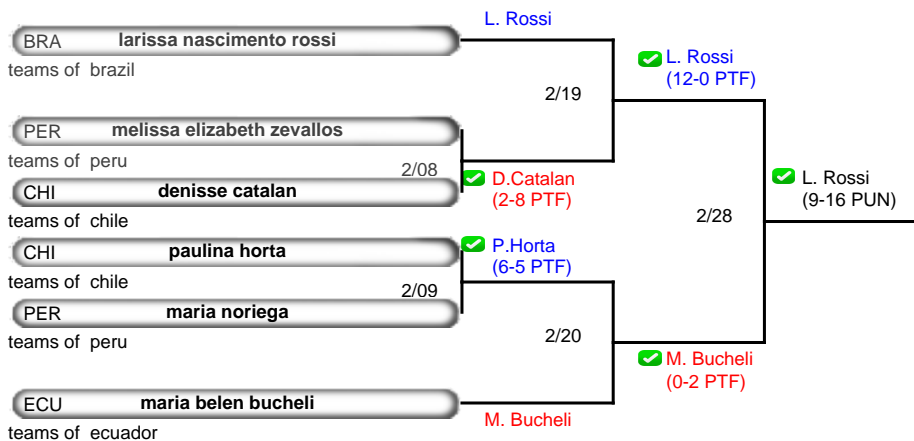 L. Rossi
BRA larissa nascimento rossi
teams of brazil
L. Rossi
(12-0 PTF)
2/19
PER melissa elizabeth zevallos
teams of peru
2/08
CHI denisse catalan
teams of chile
D.Catalan
(2-8 PTF)
L. Rossi
(9-16 PUN)
2/28
CHI paulina horta
teams of chile
P.Horta
(6-5 PTF)
2/09
PER maria noriega
teams of peru
2/20
M. Bucheli
(0-2 PTF)
ECU maria belen bucheli
teams of ecuador
M. Bucheli